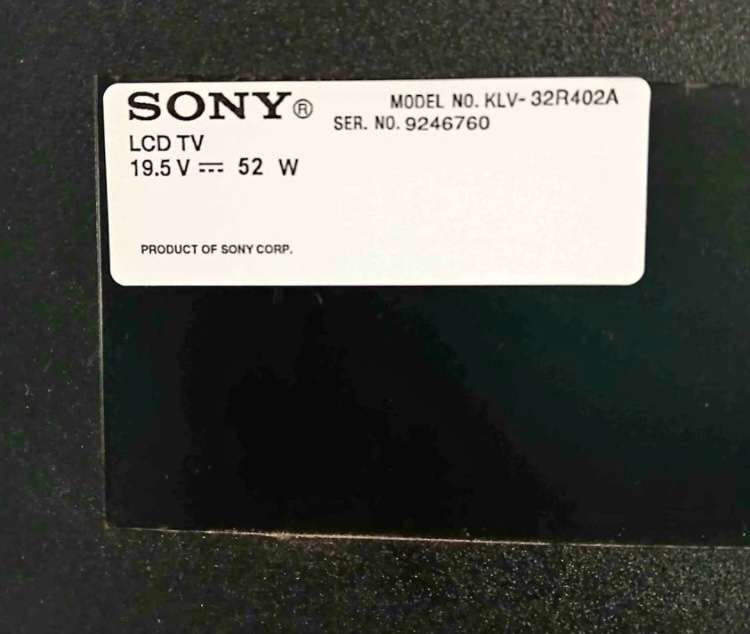 SONY® MODEL NO. KLV-32R402A
SER. NO. 9246760
LCD TV
19.5 V ⎓ 52 W
PRODUCT OF SONY CORP.